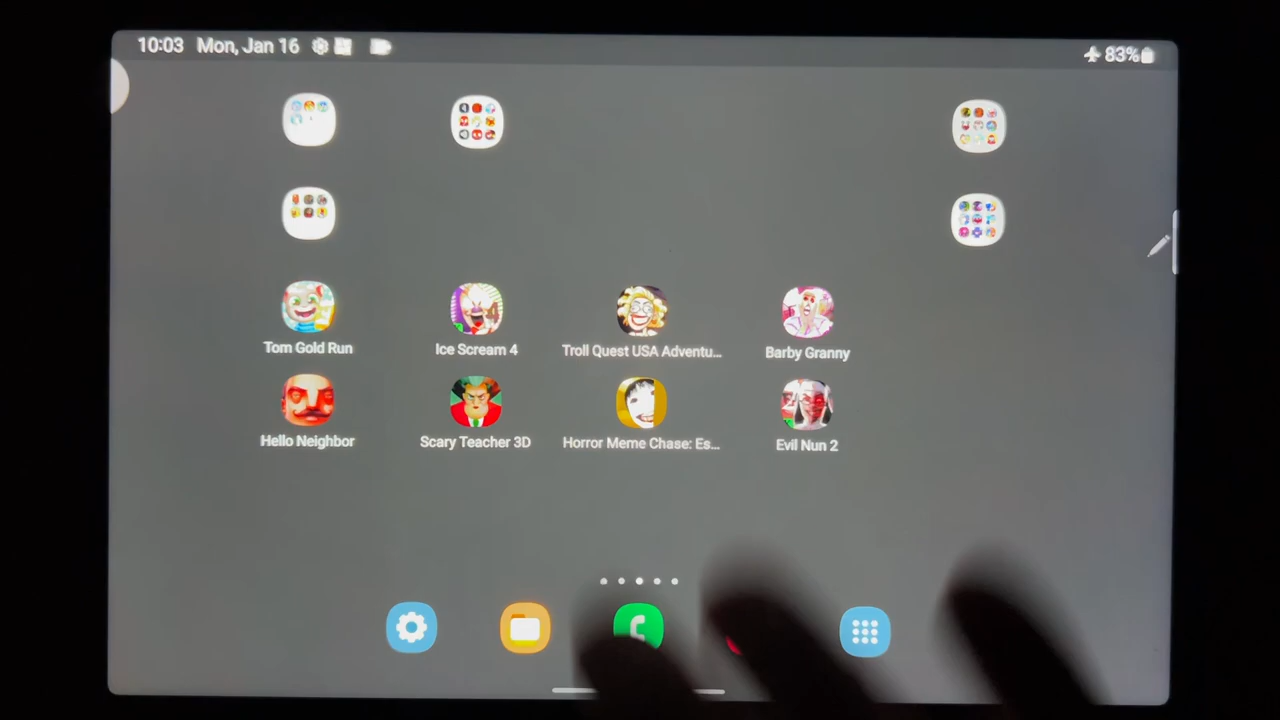 10:03 Mon, Jan 16 83%
Tom Gold Run Ice Scream 4 Troll Quest USA Adventu... Barby Granny
Hello Neighbor Scary Teacher 3D Horror Meme Chase: Es... Evil Nun 2